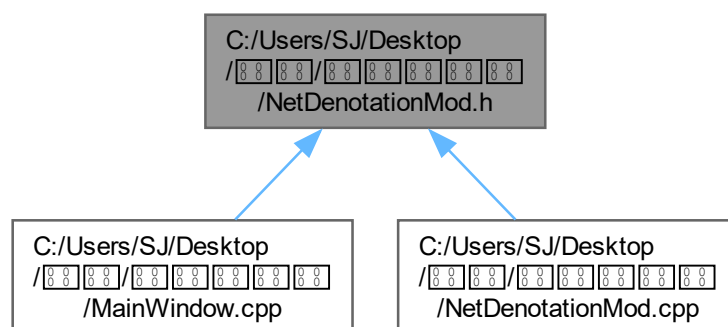 C:/Users/SJ/Desktop
/ /
/NetDenotationMod.h
C:/Users/SJ/Desktop
/ /
/MainWindow.cpp
C:/Users/SJ/Desktop
/ /
/NetDenotationMod.cpp